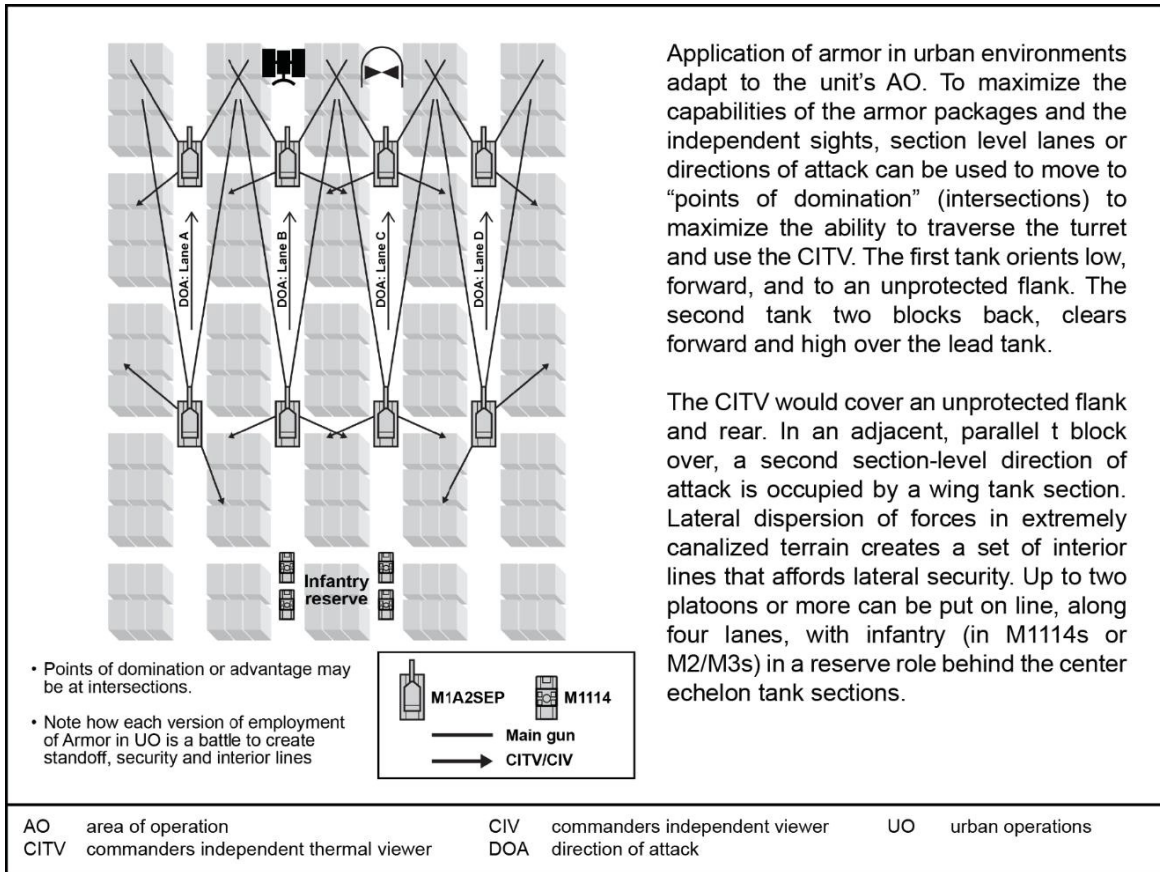 Application of armor in urban environments
adapt to the unit's AO. To maximize the
capabilities of the armor packages and the
independent sights, section level lanes or
directions of attack can be used to move to
“points of domination” (intersections) to
maximize the ability to traverse the turret
and use the CITV. The first tank orients low,
forward, and to an unprotected flank. The
second tank two blocks back, clears
forward and high over the lead tank.
The CITV would cover an unprotected flank
and rear. In an adjacent, parallel t block
over, a second section-level direction of
attack is occupied by a wing tank section.
Lateral dispersion of forces in extremely
canalized terrain creates a set of interior
lines that affords lateral security. Up to two
platoons or more can be put on line, along
four lanes, with infantry (in M1114s or
M2/M3s) in a reserve role behind the center
echelon tank sections.
DOA: Lane A
DOA: Lane B
DOA: Lane C
DOA: Lane D
Infantry
reserve
• Points of domination or advantage may
be at intersections.
• Note how each version of employment
of Armor in UO is a battle to create
standoff, security and interior lines
M1A2SEP
M1114
Main gun
CITV/CIV
AO area of operation
CITV commanders independent thermal viewer
CIV commanders independent viewer
DOA direction of attack
UO urban operations